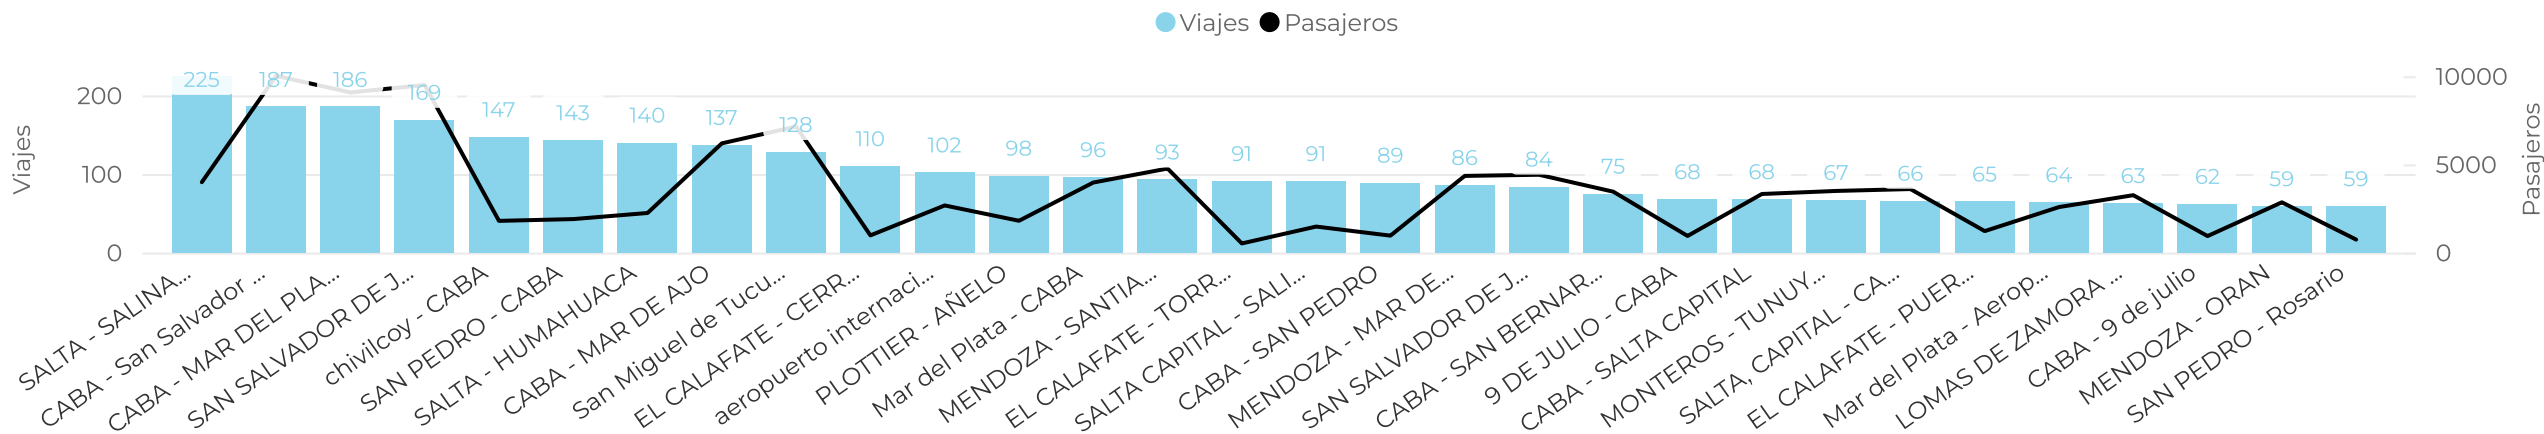 Viajes Pasajeros
225 187 186 169 147 143 140 137 128 110 102 98 96 93 91 91 89 86 84 75 68 68 67 66 65 64 63 62 59 59
200
100
0
Viajes
10000
5000
0
Pasajeros
SALTA - SALINA...
CABA - San Salvador ...
CABA - MAR DEL PLA...
SAN SALVADOR DE J...
chivilcoy - CABA
SAN PEDRO - CABA
SALTA - HUMAHUACA
CABA - MAR DE AJO
San Miguel de Tucu...
EL CALAFATE - CERR...
aeropuerto internaci...
PLOTTIER - AÑELO
Mar del Plata - CABA
MENDOZA - SANTIA...
EL CALAFATE - TORR...
SALTA CAPITAL - SALI...
CABA - SAN PEDRO
MENDOZA - MAR DE...
SAN SALVADOR DE J...
CABA - SAN BERNAR...
9 DE JULIO - CABA
CABA - SALTA CAPITAL
MONTEROS - TUNUY...
SALTA, CAPITAL - CA...
EL CALAFATE - PUER...
Mar del Plata - Aerop...
LOMAS DE ZAMORA ...
CABA - 9 de julio
MENDOZA - ORAN
SAN PEDRO - Rosario